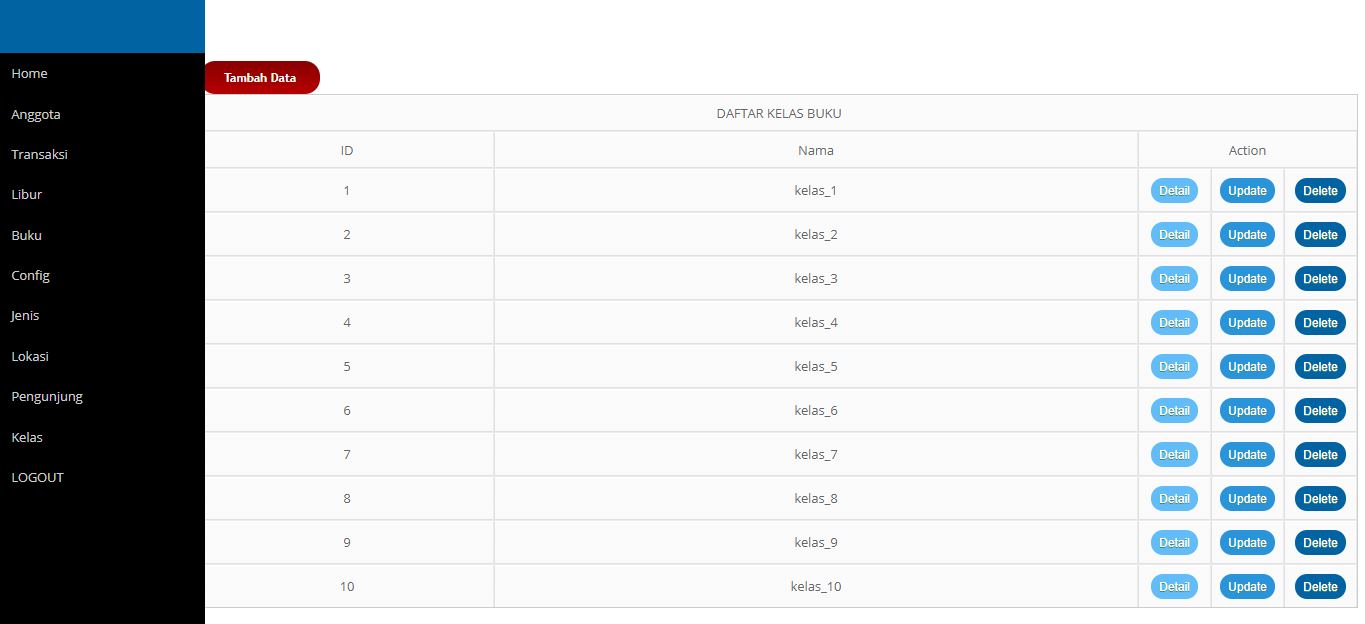 Home
Anggota
Transaksi
Libur
Buku
Config
Jenis
Lokasi
Pengunjung
Kelas
LOGOUT
Tambah Data
DAFTAR KELAS BUKU
ID Nama Action
1 kelas_1 Detail Update Delete
2 kelas_2 Detail Update Delete
3 kelas_3 Detail Update Delete
4 kelas_4 Detail Update Delete
5 kelas_5 Detail Update Delete
6 kelas_6 Detail Update Delete
7 kelas_7 Detail Update Delete
8 kelas_8 Detail Update Delete
9 kelas_9 Detail Update Delete
10 kelas_10 Detail Update Delete